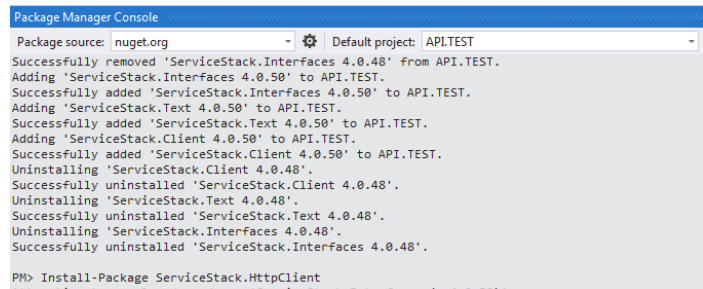 Package Manager Console
Package source: nuget.org Default project: API.TEST
Successfully removed 'ServiceStack.Interfaces 4.0.48' from API.TEST.
Adding 'ServiceStack.Interfaces 4.0.50' to API.TEST.
Successfully added 'ServiceStack.Interfaces 4.0.50' to API.TEST.
Adding 'ServiceStack.Text 4.0.50' to API.TEST.
Successfully added 'ServiceStack.Text 4.0.50' to API.TEST.
Adding 'ServiceStack.Client 4.0.50' to API.TEST.
Successfully added 'ServiceStack.Client 4.0.50' to API.TEST.
Uninstalling 'ServiceStack.Client 4.0.48'.
Successfully uninstalled 'ServiceStack.Client 4.0.48'.
Uninstalling 'ServiceStack.Text 4.0.48'.
Successfully uninstalled 'ServiceStack.Text 4.0.48'.
Uninstalling 'ServiceStack.Interfaces 4.0.48'.
Successfully uninstalled 'ServiceStack.Interfaces 4.0.48'.
PM> Install-Package ServiceStack.HttpClient